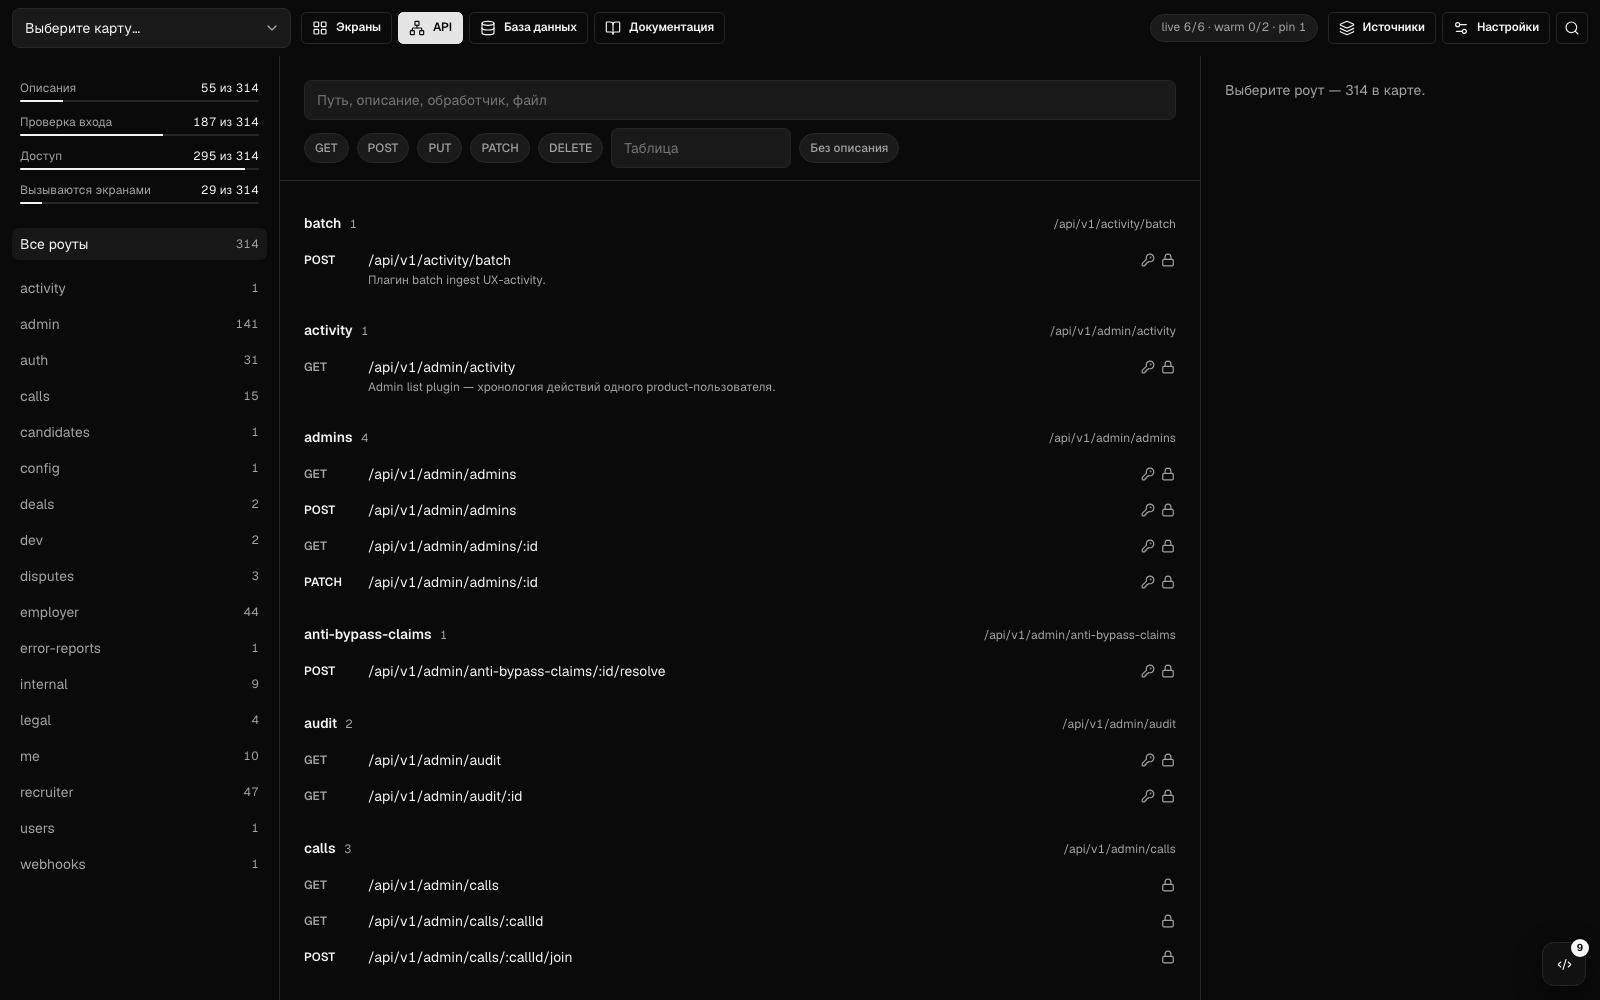 Выберите карту...
Экраны
API
База данных
Документация
live 6/6 · warm 0/2 · pin 1
Источники
Настройки
Описания 55 из 314
Проверка входа 187 из 314
Доступ 295 из 314
Вызываются экранами 29 из 314
Все роуты 314
activity 1
admin 141
auth 31
calls 15
candidates 1
config 1
deals 2
dev 2
disputes 3
employer 44
error-reports 1
internal 9
legal 4
me 10
recruiter 47
users 1
webhooks 1
Путь, описание, обработчик, файл
GET POST PUT PATCH DELETE Таблица Без описания
batch 1 /api/v1/activity/batch
POST /api/v1/activity/batch
Плагин batch ingest UX-activity.
activity 1 /api/v1/admin/activity
GET /api/v1/admin/activity
Admin list plugin — хронология действий одного product-пользователя.
admins 4 /api/v1/admin/admins
GET /api/v1/admin/admins
POST /api/v1/admin/admins
GET /api/v1/admin/admins/:id
PATCH /api/v1/admin/admins/:id
anti-bypass-claims 1 /api/v1/admin/anti-bypass-claims
POST /api/v1/admin/anti-bypass-claims/:id/resolve
audit 2 /api/v1/admin/audit
GET /api/v1/admin/audit
GET /api/v1/admin/audit/:id
calls 3 /api/v1/admin/calls
GET /api/v1/admin/calls
GET /api/v1/admin/calls/:callId
POST /api/v1/admin/calls/:callId/join
Выберите роут — 314 в карте.
9